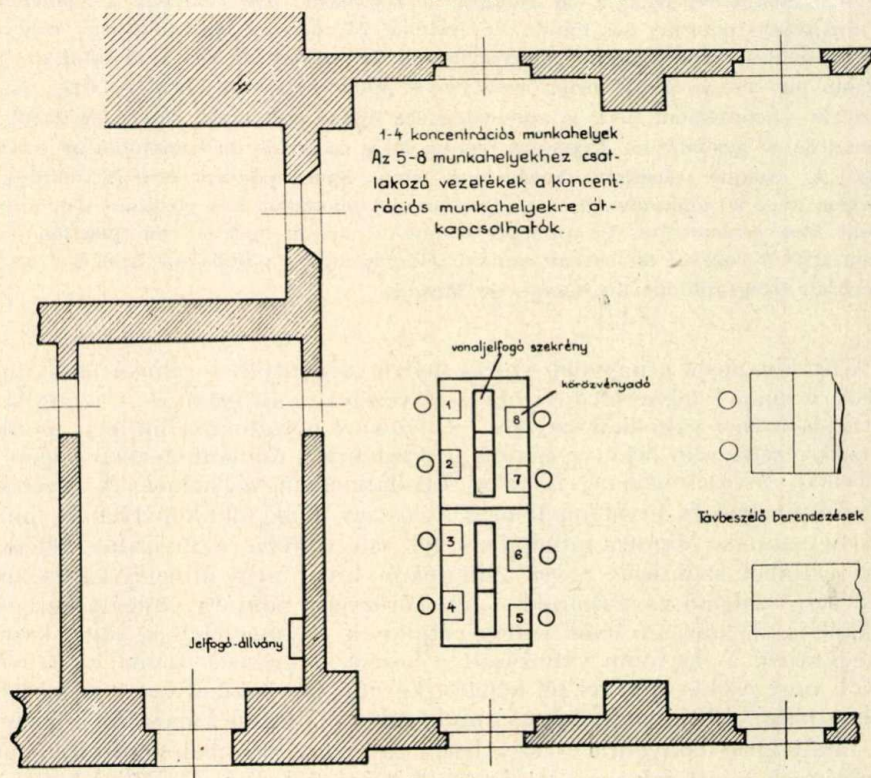 1-4 koncentrációs munkahelyek
Az 5-8 munkahelyekhez csat-
lakozó vezetékek a koncent-
rációs munkahelyekre át-
kapcsolhatók.
vonaljelfogó szekrény
körözvényadó
1
8
2
7
3
6
4
5
Távbeszélő berendezések
Jelfogó-állvány